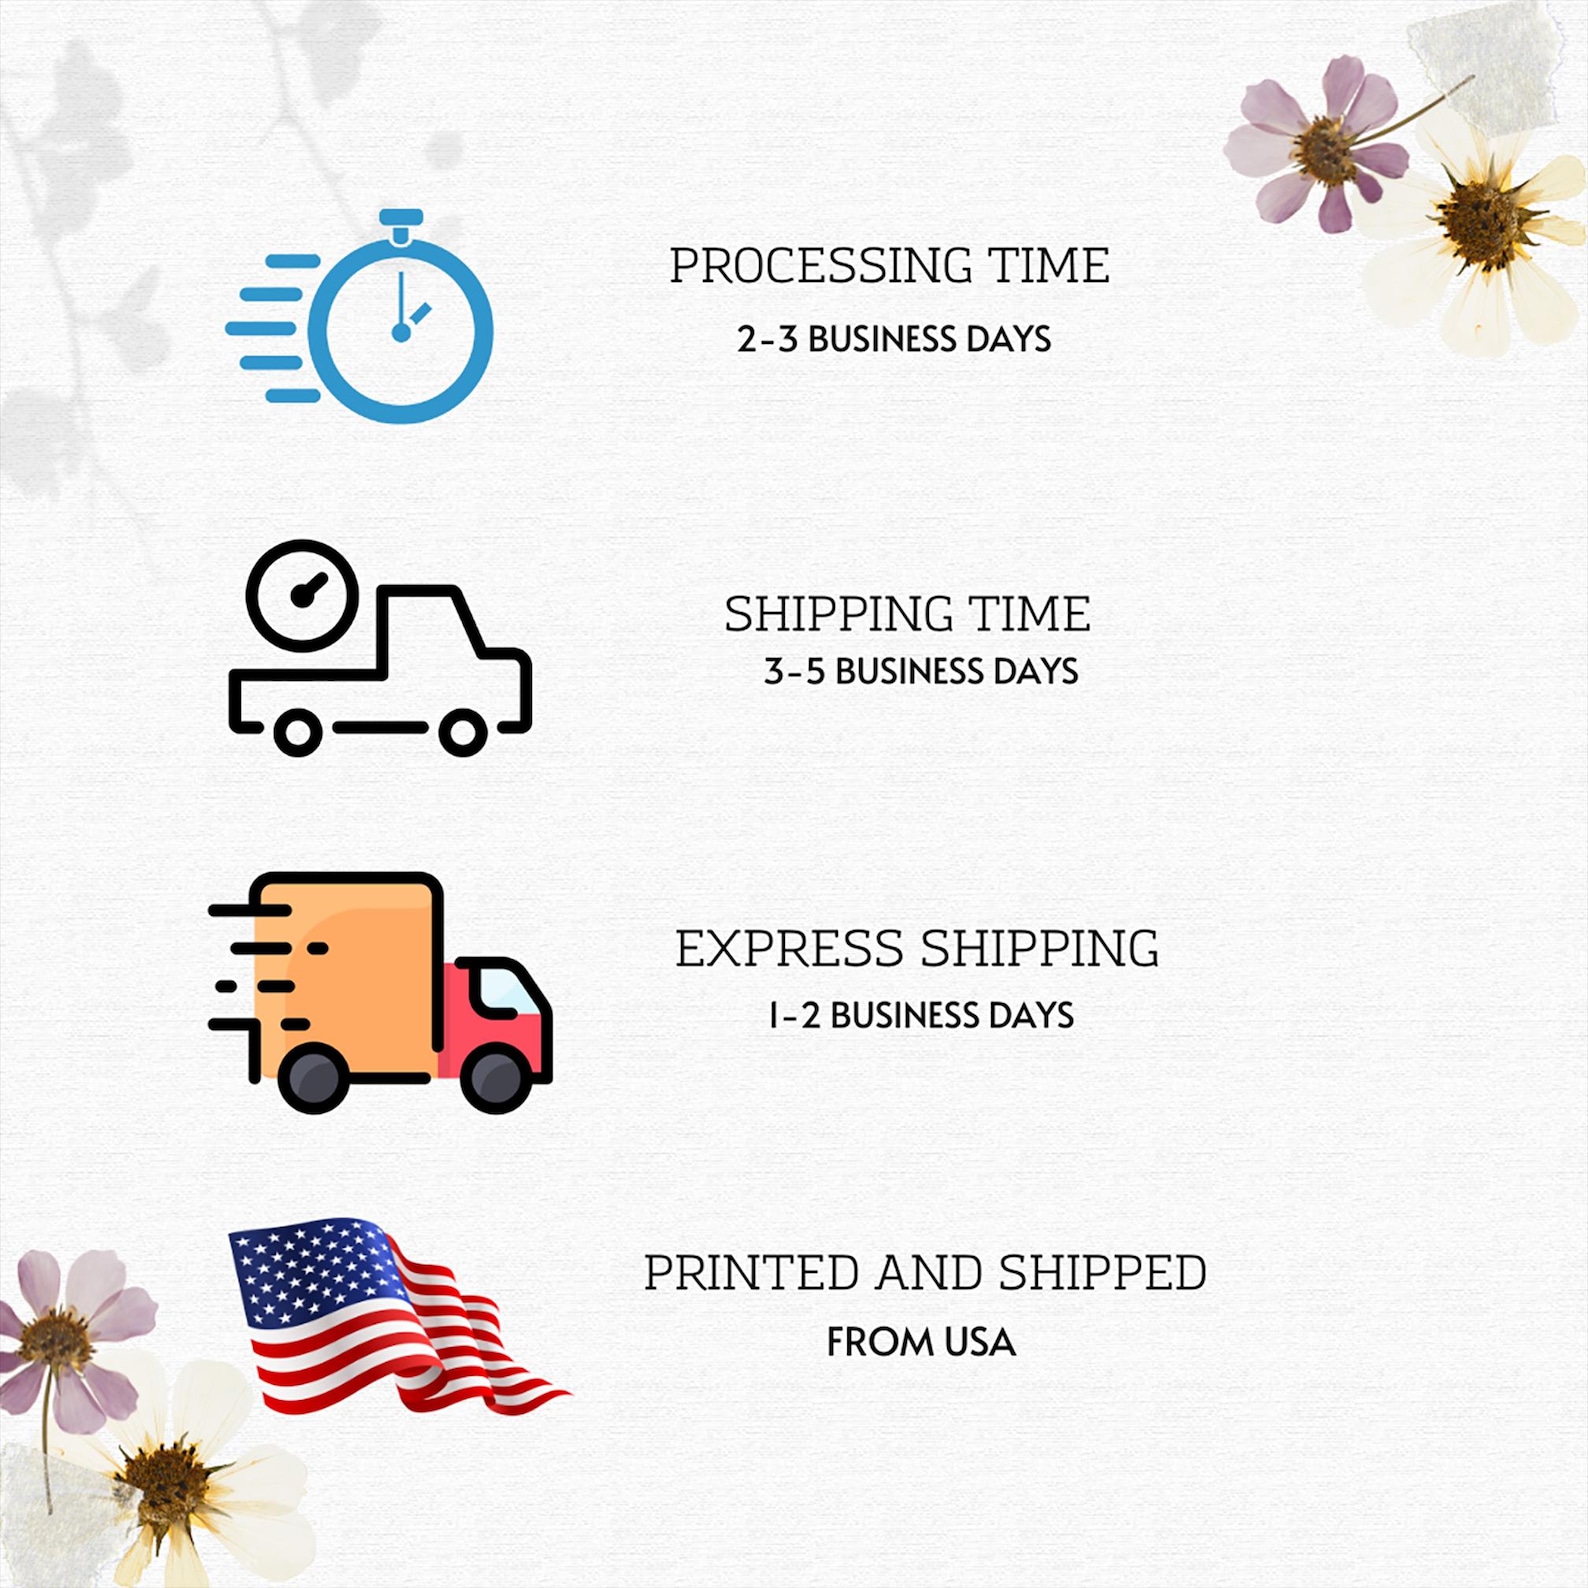 PROCESSING TIME
2-3 BUSINESS DAYS
SHIPPING TIME
3-5 BUSINESS DAYS
EXPRESS SHIPPING
1-2 BUSINESS DAYS
PRINTED AND SHIPPED
FROM USA